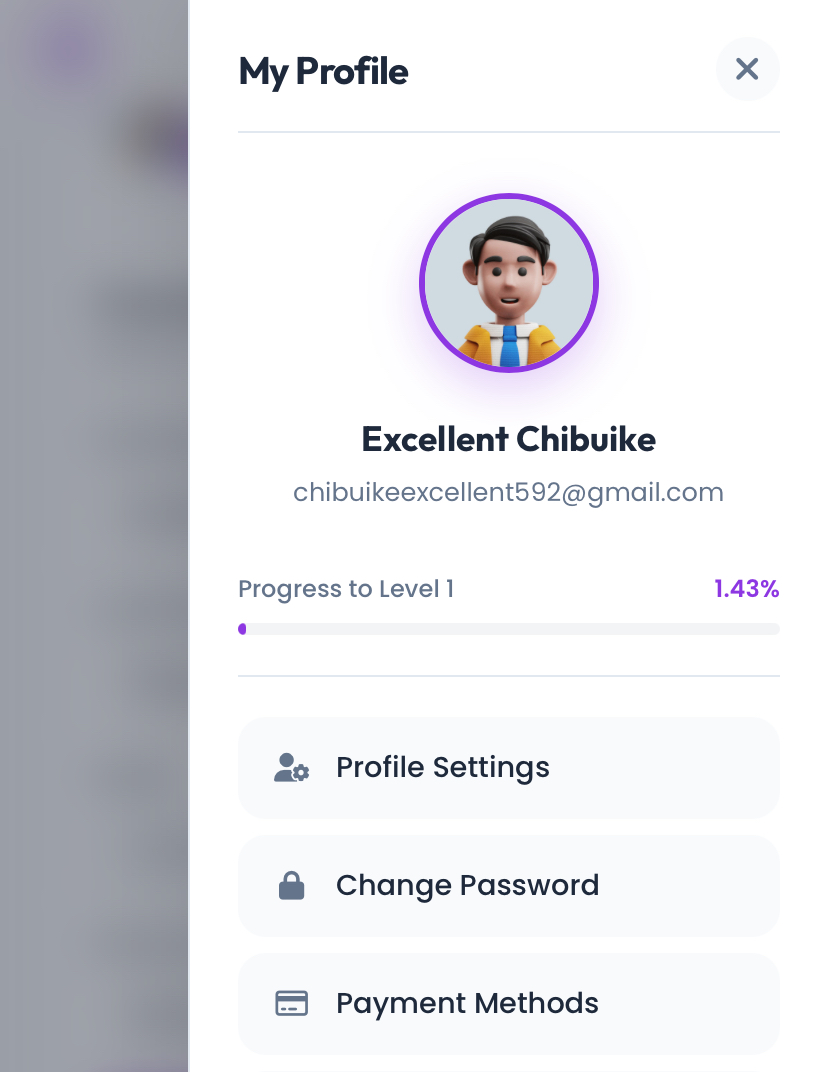 My Profile
Excellent Chibuike
chibuikeexcellent592@gmail.com
Progress to Level 1 1.43%
Profile Settings
Change Password
Payment Methods